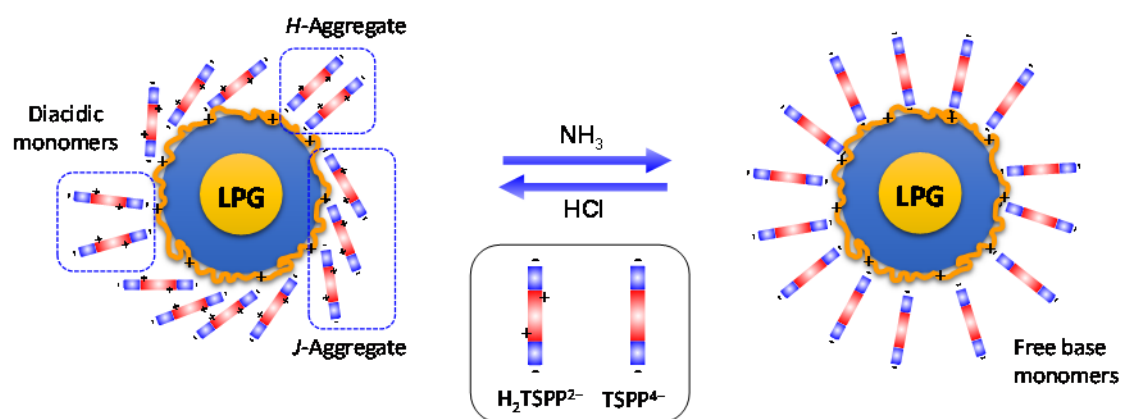 H-Aggregate
Diacidic
monomers
LPG
J-Aggregate
NH₃
HCl
H₂TSPP²⁻ TSPP⁴⁻
LPG
Free base
monomers